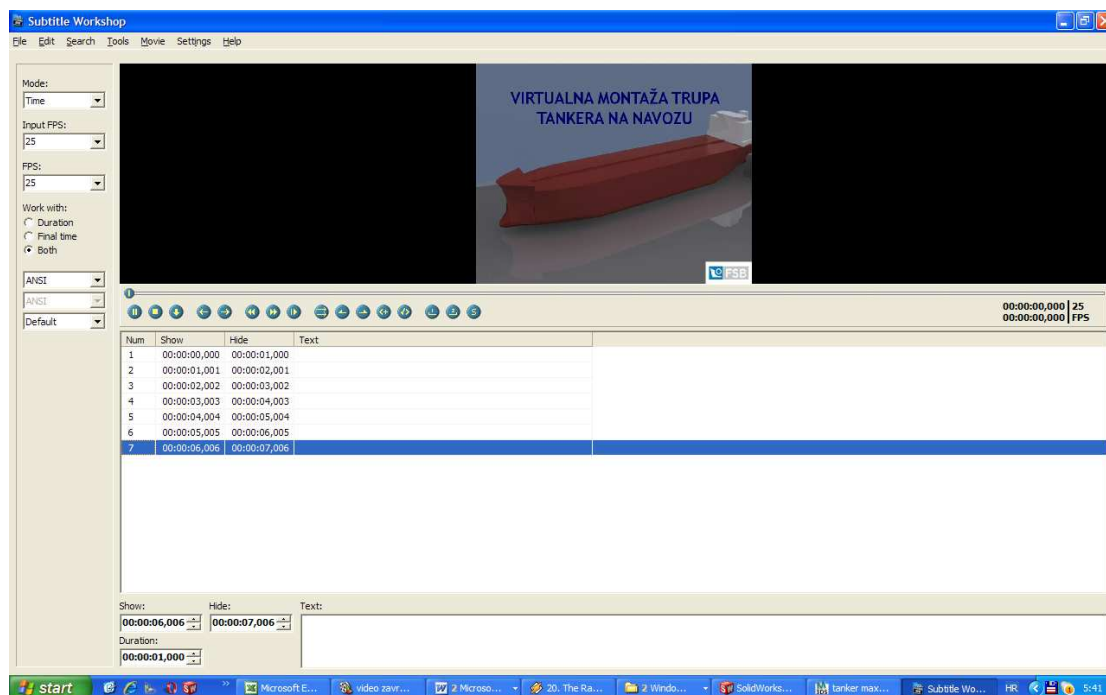 Subtitle Workshop
File Edit Search Tools Movie Settings Help
Mode:
Time
Input FPS:
25
FPS:
25
Work with:
Duration
Final time
Both
ANSI
ANSI
Default
VIRTUALNA MONTAŽA TRUPA
TANKERA NA NAVOZU
FSB
00:00:00,000 25
00:00:00,000 FPS
Num Show Hide Text
1 00:00:00,000 00:00:01,000
2 00:00:01,001 00:00:02,001
3 00:00:02,002 00:00:03,002
4 00:00:03,003 00:00:04,003
5 00:00:04,004 00:00:05,004
6 00:00:05,005 00:00:06,005
7 00:00:06,006 00:00:07,006
Show: Hide: Text:
00:00:06,006 00:00:07,006
Duration:
00:00:01,000
start Microsoft E... video zavr... 2 Microso... 20. The Ra... 2 Windo... SolidWorks... tanker max... Subtitle Wo... HR 5:41